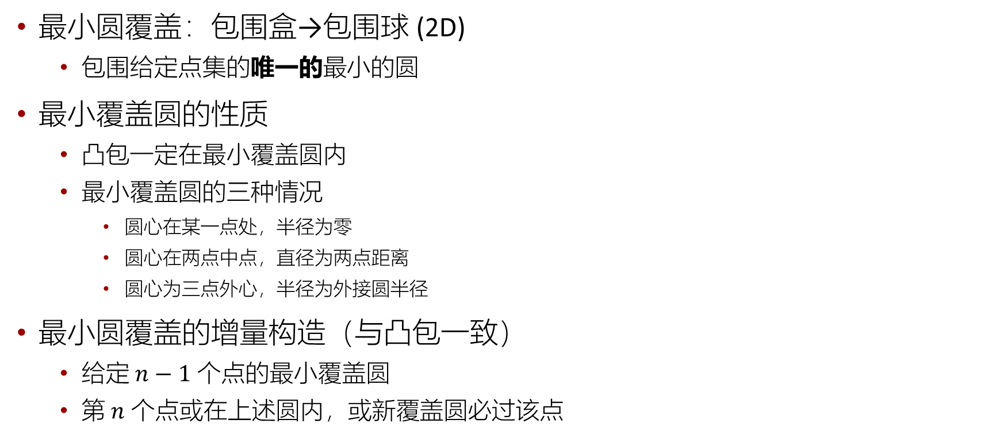 • 最小圆覆盖：包围盒→包围球 (2D)
• 包围给定点集的唯一的最小的圆
• 最小覆盖圆的性质
• 凸包一定在最小覆盖圆内
• 最小覆盖圆的三种情况
• 圆心在某一点处，半径为零
• 圆心在两点中点，直径为两点距离
• 圆心为三点外心，半径为外接圆半径
• 最小圆覆盖的增量构造（与凸包一致）
• 给定 n − 1 个点的最小覆盖圆
• 第 n 个点或在上述圆内，或新覆盖圆必过该点